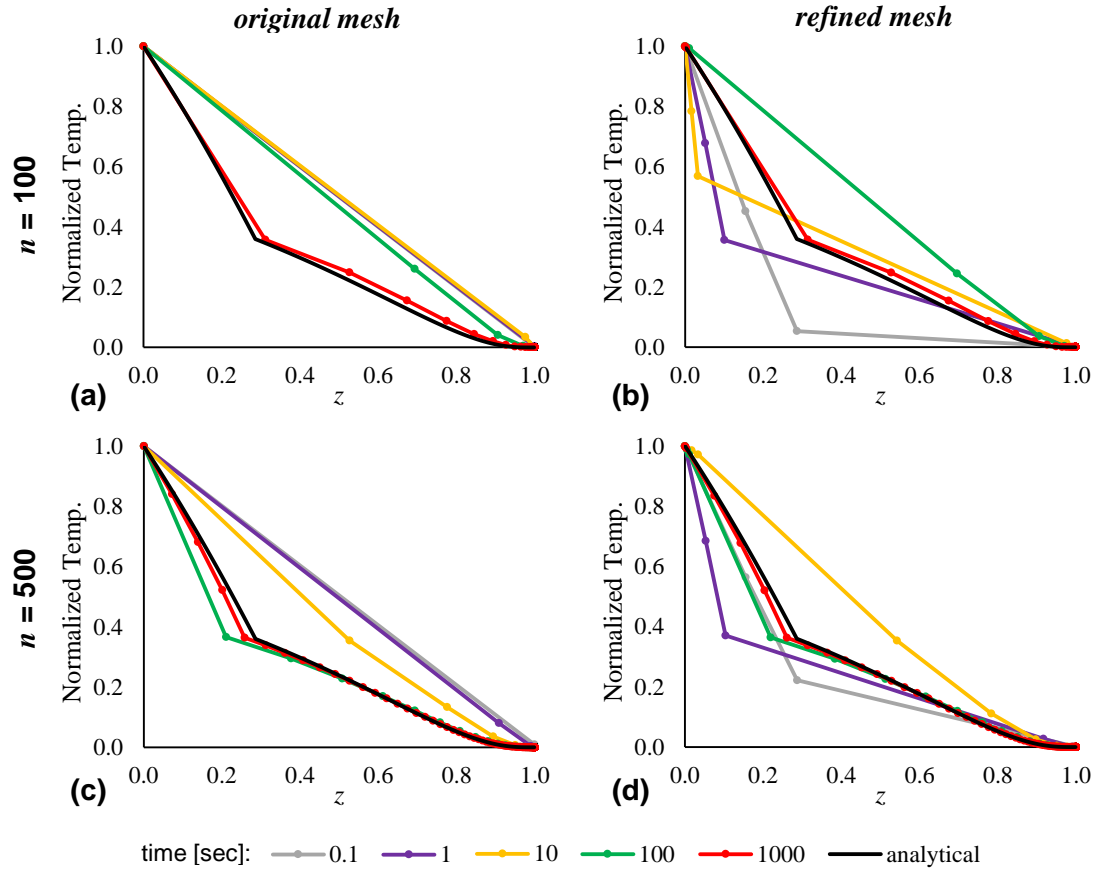 original mesh
refined mesh
n = 100
Normalized Temp.
1.0
0.8
0.6
0.4
0.2
0.0
0.0 0.2 0.4 0.6 0.8 1.0
(a)
z
Normalized Temp.
1.0
0.8
0.6
0.4
0.2
0.0
0.0 0.2 0.4 0.6 0.8 1.0
(b)
z
n = 500
Normalized Temp.
1.0
0.8
0.6
0.4
0.2
0.0
0.0 0.2 0.4 0.6 0.8 1.0
(c)
z
Normalized Temp.
1.0
0.8
0.6
0.4
0.2
0.0
0.0 0.2 0.4 0.6 0.8 1.0
(d)
z
time [sec]: 0.1 1 10 100 1000 analytical